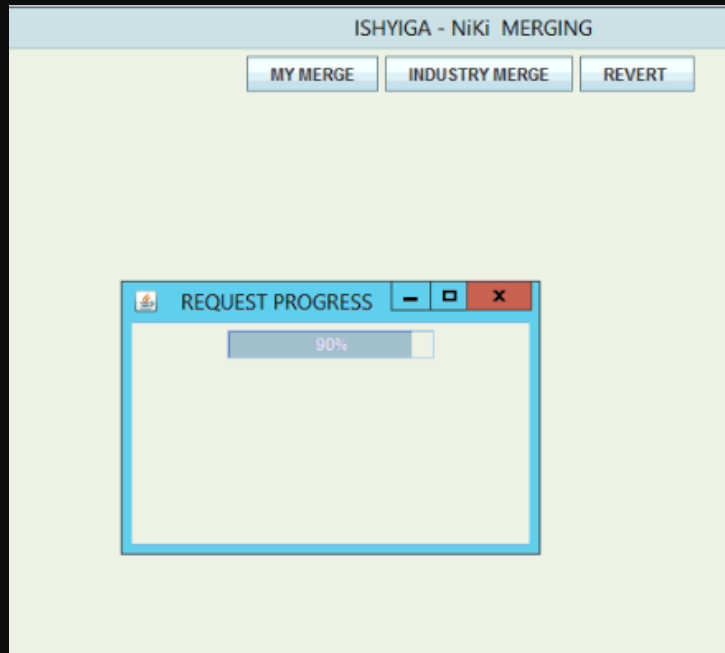 ISHYIGA - NiKi MERGING
MY MERGE INDUSTRY MERGE REVERT
REQUEST PROGRESS
90%